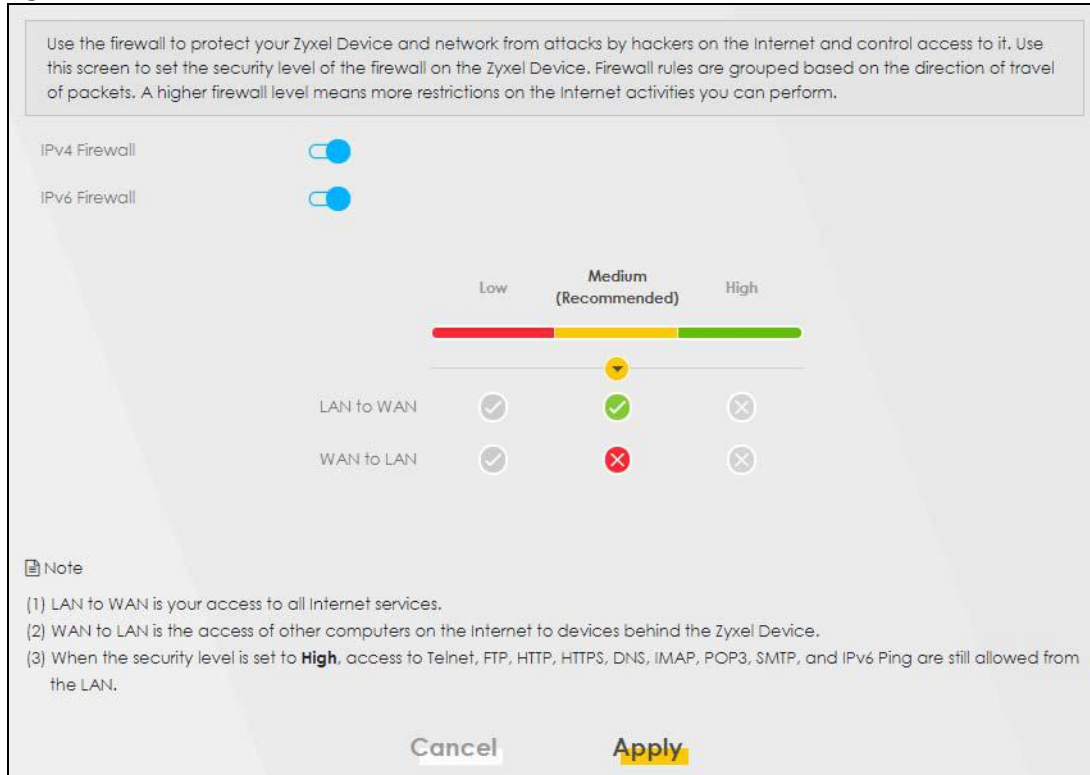 Use the firewall to protect your Zyxel Device and network from attacks by hackers on the Internet and control access to it. Use
this screen to set the security level of the firewall on the Zyxel Device. Firewall rules are grouped based on the direction of travel
of packets. A higher firewall level means more restrictions on the Internet activities you can perform.
IPv4 Firewall
IPv6 Firewall
Low
Medium
(Recommended)
High
LAN to WAN
WAN to LAN
Note
(1) LAN to WAN is your access to all Internet services.
(2) WAN to LAN is the access of other computers on the Internet to devices behind the Zyxel Device.
(3) When the security level is set to High, access to Telnet, FTP, HTTP, HTTPS, DNS, IMAP, POP3, SMTP, and IPv6 Ping are still allowed from
the LAN.
Cancel
Apply